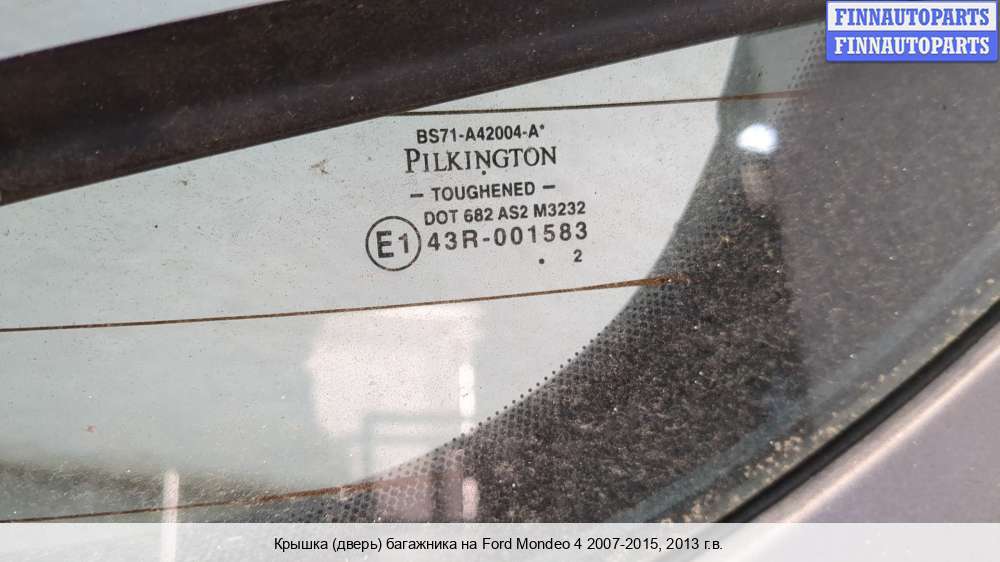 FINNAUTOPARTS
FINNAUTOPARTS
BS71-A42004-A*
PILKINGTON
– TOUGHENED –
DOT 682 AS2 M3232
E1 43R-001583
. 2
Крышка (дверь) багажника на Ford Mondeo 4 2007-2015, 2013 г.в.